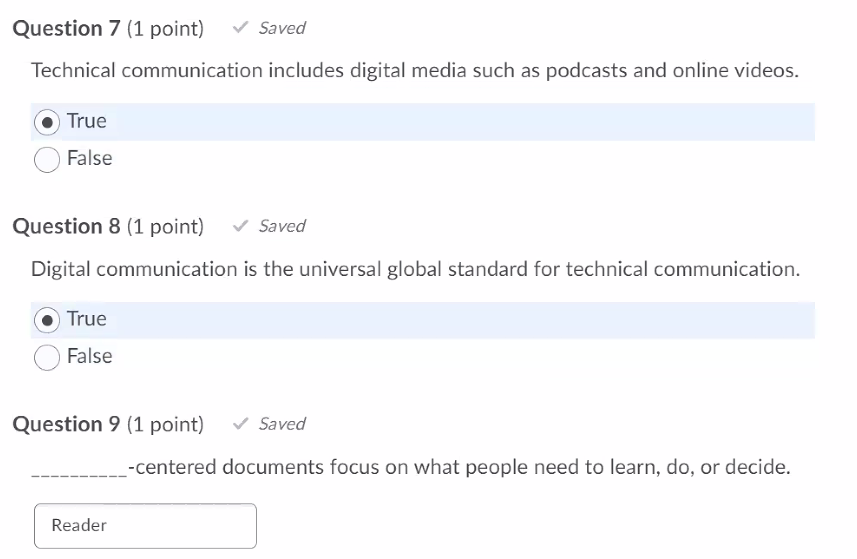 Question 7 (1 point) Saved
Technical communication includes digital media such as podcasts and online videos.
True
False
Question 8 (1 point) Saved
Digital communication is the universal global standard for technical communication.
True
False
Question 9 (1 point) Saved
__________-centered documents focus on what people need to learn, do, or decide.
Reader